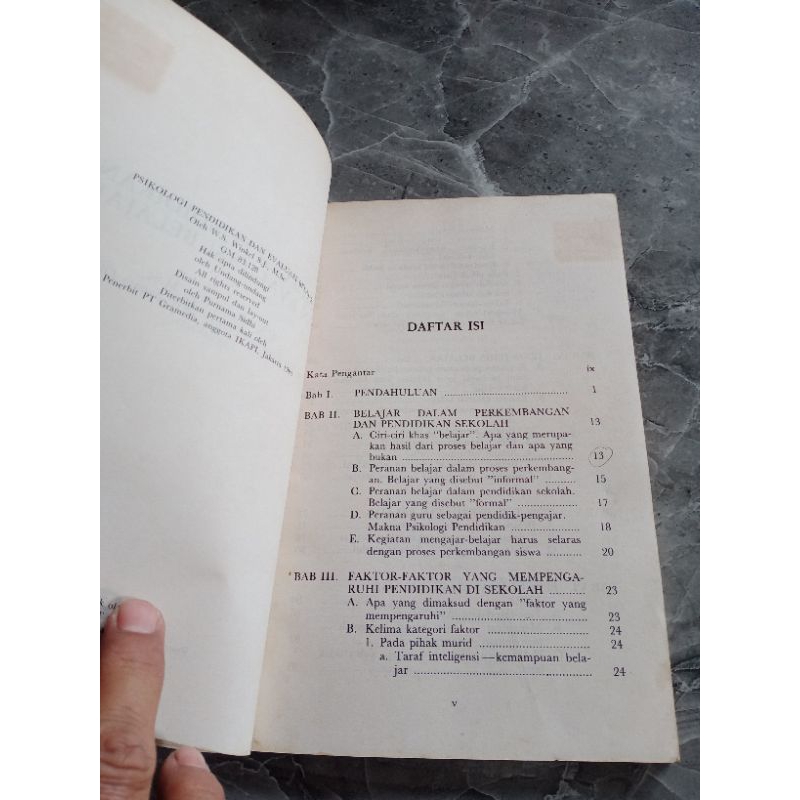 PSIKOLOGI PENDIDIKAN DAN EVALUASI
Oleh W.S. Winkel S.J., M.Sc.
GM 83.128
Hak cipta dilindungi
oleh Undang-undang
All rights reserved
Disain sampul dan lay-out
oleh Purnama Sidhi
Diterbitkan pertama kali oleh
Penerbit PT Gramedia, anggota IKAPI, Jakarta
DAFTAR ISI
Kata Pengantar ix
Bab I. PENDAHULUAN ........................................ 1
BAB II. BELAJAR DALAM PERKEMBANGAN
DAN PENDIDIKAN SEKOLAH 13
A. Ciri-ciri khas "belajar". Apa yang merupa-
kan hasil dari proses belajar dan apa yang
bukan ........................................ 13
B. Peranan belajar dalam proses perkembang-
an. Belajar yang disebut "informal" ............ 15
C. Peranan belajar dalam pendidikan sekolah.
Belajar yang disebut "formal" .................. 17
D. Peranan guru sebagai pendidik-pengajar.
Makna Psikologi Pendidikan .................... 18
E. Kegiatan mengajar-belajar harus selaras
dengan proses perkembangan siswa ........... 20
BAB III. FAKTOR-FAKTOR YANG MEMPENGA-
RUHI PENDIDIKAN DI SEKOLAH ............... 23
A. Apa yang dimaksud dengan "faktor yang
mempengaruhi" ........................................ 23
B. Kelima kategori faktor ............................ 24
1. Pada pihak murid ................................ 24
a. Taraf inteligensi—kemampuan bela-
jar ........................................ 24
v